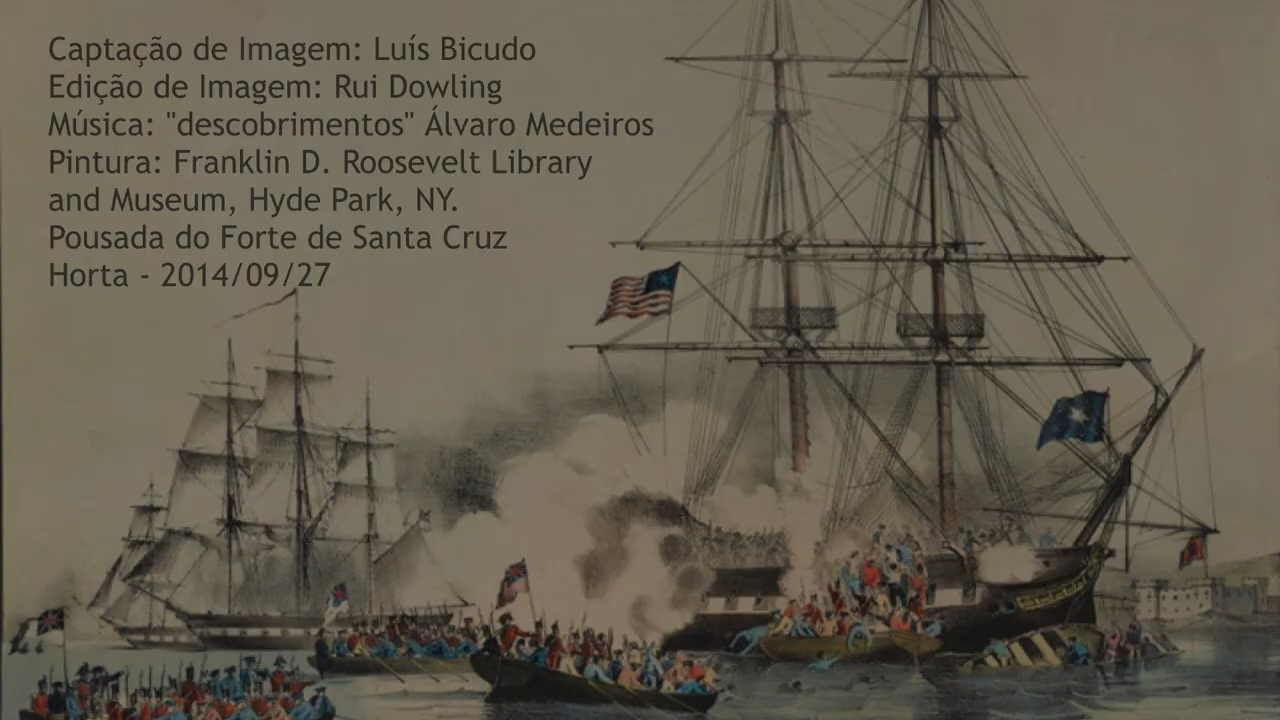 Captação de Imagem: Luís Bicudo
Edição de Imagem: Rui Dowling
Música: "descobrimentos" Álvaro Medeiros
Pintura: Franklin D. Roosevelt Library
and Museum, Hyde Park, NY.
Pousada do Forte de Santa Cruz
Horta - 2014/09/27